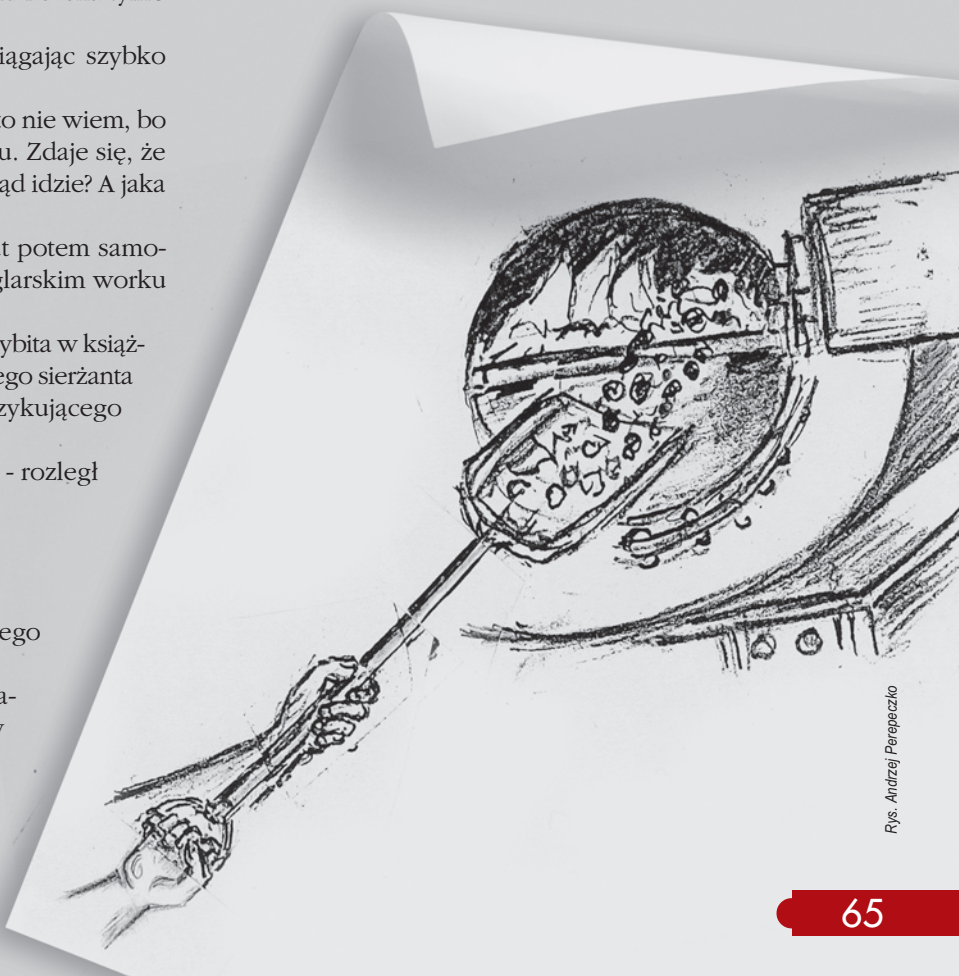 iągając szybko
to nie wiem, bo
u. Zdaje się, że
ąd idzie? A jaka
t potem samo-
glarskim worku
ybita w książ-
ego sierżanta
zykującego
- rozległ
ego
a-
y
Rys. Andrzej Perepeczko
65